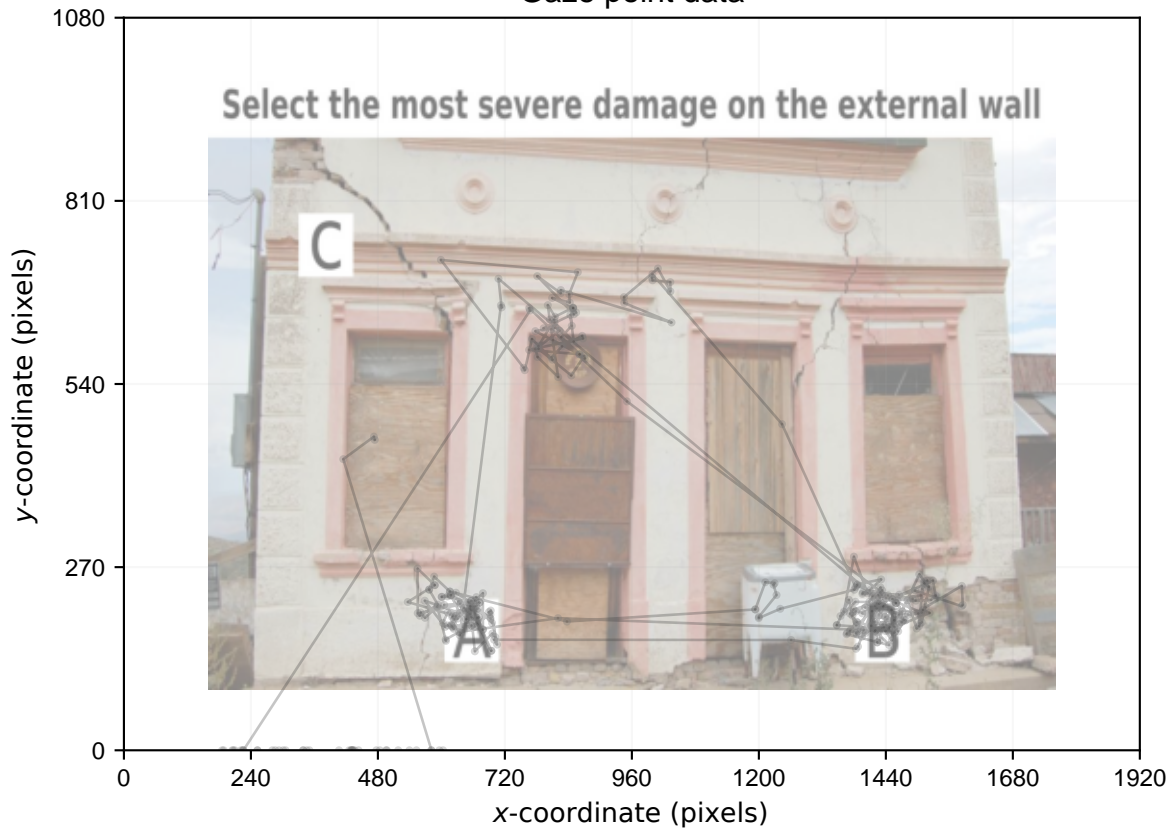 Gaze point data
1080
Select the most severe damage on the external wall
810
C
540
270
A
B
0
0
240
480
720
960
1200
1440
1680
1920
y-coordinate (pixels)
x-coordinate (pixels)